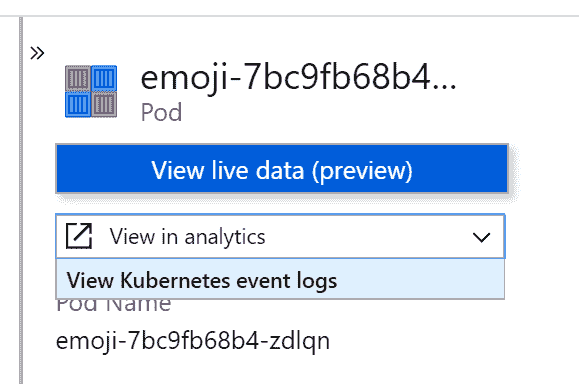 »
emoji-7bc9fb68b4...
Pod
View live data (preview)
View in analytics
View Kubernetes event logs
Pod Name
emoji-7bc9fb68b4-zdlqn